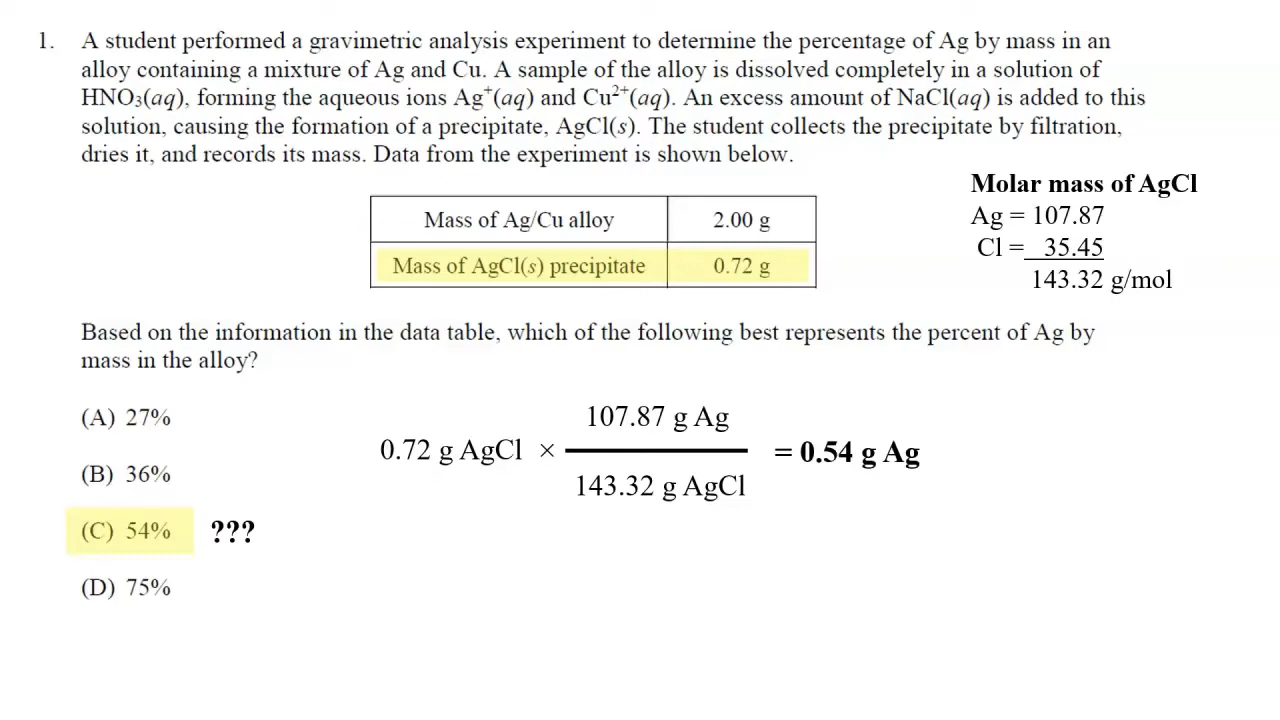 1. A student performed a gravimetric analysis experiment to determine the percentage of Ag by mass in an
alloy containing a mixture of Ag and Cu. A sample of the alloy is dissolved completely in a solution of
HNO₃(aq), forming the aqueous ions Ag⁺(aq) and Cu²⁺(aq). An excess amount of NaCl(aq) is added to this
solution, causing the formation of a precipitate, AgCl(s). The student collects the precipitate by filtration,
dries it, and records its mass. Data from the experiment is shown below.
Mass of Ag/Cu alloy 2.00 g
Mass of AgCl(s) precipitate 0.72 g
Molar mass of AgCl
Ag = 107.87
Cl = 35.45
143.32 g/mol
Based on the information in the data table, which of the following best represents the percent of Ag by
mass in the alloy?
(A) 27%
(B) 36%
(C) 54% ???
(D) 75%
107.87 g Ag
0.72 g AgCl × = 0.54 g Ag
143.32 g AgCl